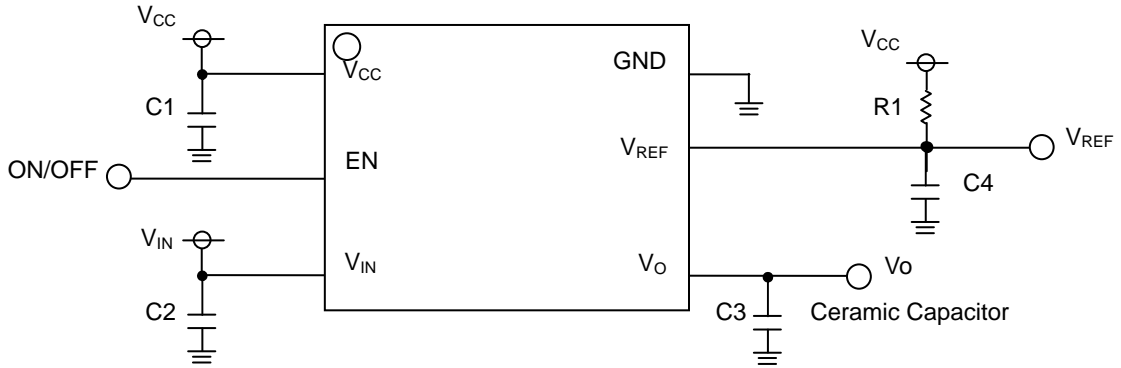 VCC
C1
ON/OFF
VIN
C2
VCC
GND
EN
VREF
VIN
VO
VCC
R1
VREF
C4
Vo
C3
Ceramic Capacitor